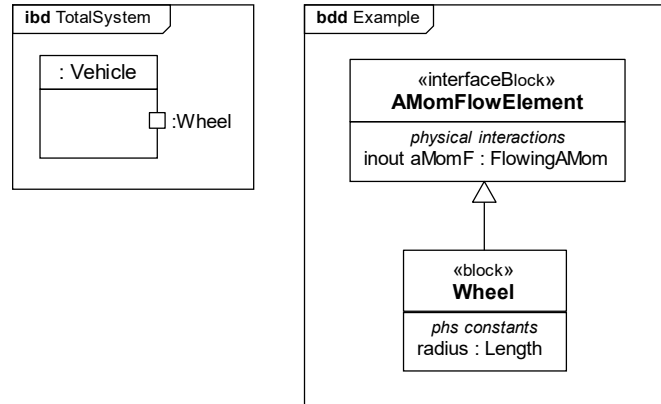 ibd TotalSystem
: Vehicle
:Wheel
bdd Example
«interfaceBlock»
AMomFlowElement
physical interactions
inout aMomF : FlowingAMom
«block»
Wheel
phs constants
radius : Length